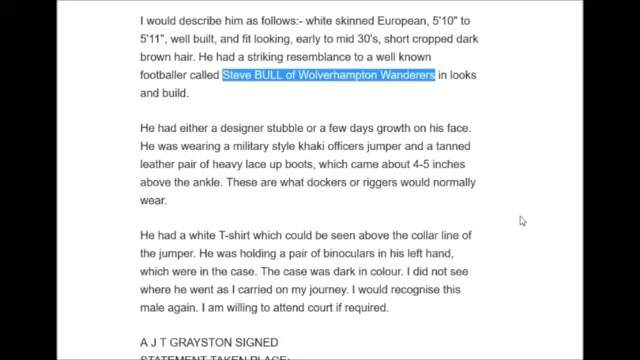 I would describe him as follows:- white skinned European, 5'10" to
5'11", well built, and fit looking, early to mid 30's, short cropped dark
brown hair. He had a striking resemblance to a well known
footballer called Steve BULL of Wolverhampton Wanderers in looks
and build.
He had either a designer stubble or a few days growth on his face.
He was wearing a military style khaki officers jumper and a tanned
leather pair of heavy lace up boots, which came about 4-5 inches
above the ankle. These are what dockers or riggers would normally
wear.
He had a white T-shirt which could be seen above the collar line of
the jumper. He was holding a pair of binoculars in his left hand,
which were in the case. The case was dark in colour. I did not see
where he went as I carried on my journey. I would recognise this
male again. I am willing to attend court if required.
A J T GRAYSTON SIGNED
STATEMENT TAKEN PLACE: